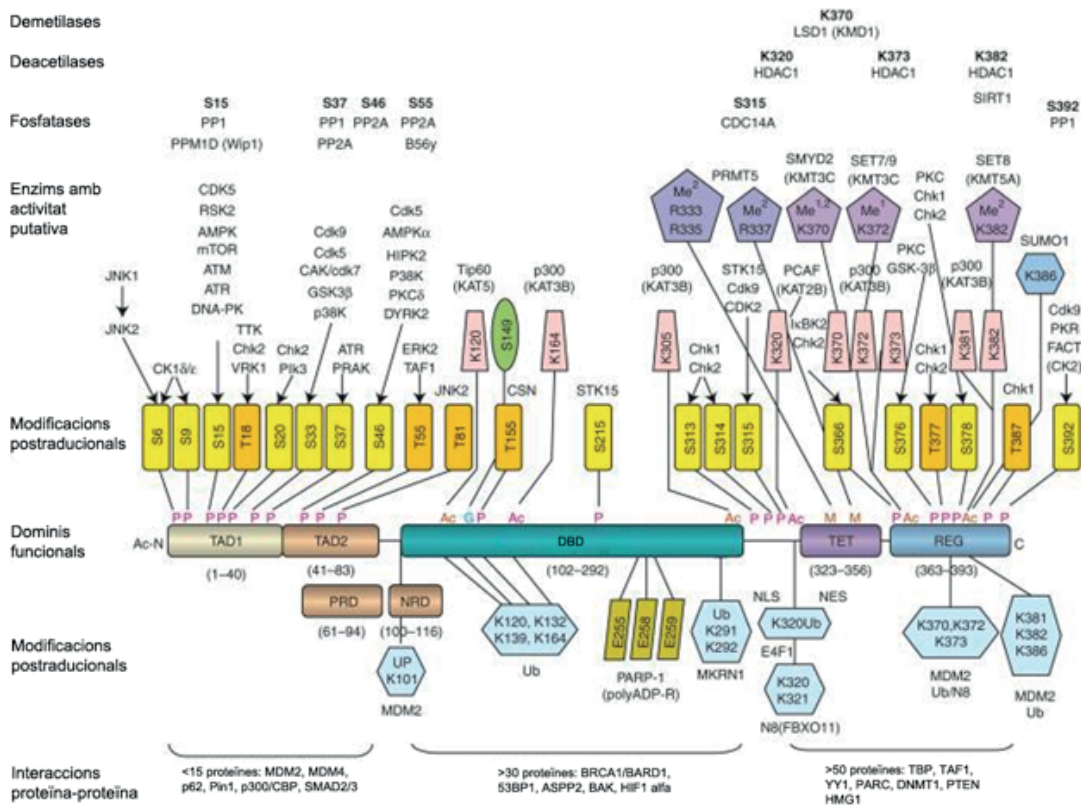 Demetilases
K370
LSD1 (KMD1)
Deacetilases
K320
HDAC1
K373
HDAC1
K382
HDAC1
SIRT1
Fosfatases
S15
PP1
PPM1D (Wip1)
S37
PP1
PP2A
S46
PP2A
S55
PP2A
B56y
S315
CDC14A
S392
PP1
Enzims amb
activitat
putativa
JNK1
JNK2
CK1δ/ε
CDK5
RSK2
AMPK
mTOR
ATM
ATR
DNA-PK
TTK
Chk2
VRK1
Chk2
Plk3
Cdk9
Cdk5
CAK/cdk7
GSK3β
p38K
ATR
PRAK
Cdk5
AMPKα
HIPK2
P38K
PKCδ
DYRK2
ERK2
TAF1
JNK2
Tip60
(KAT5)
K120
S149
CSN
p300
(KAT3B)
K164
STK15
p300
(KAT3B)
K305
Chk1
Chk2
STK15
Cdk9
CDK2
Me2
R333
R335
PRMT5
Me2
R337
SMYD2
(KMT3C
Me1,2
K370
SET7/9
(KMT3C
Me1
K372
PKC
Chk1
Chk2
SET8
(KMT5A)
Me2
K382
SUMO1
K386
PCAF
(KAT2B)
K320
IκBK2
Chk2
p300
(KAT3B)
K370
K372
K373
PKC
GSK-3β
Chk1
Chk2
p300
(KAT3B)
K381
K382
Chk1
Cdk9
PKR
FACT
(CK2)
Modificacions
postraducionals
S6
S9
S15
T18
S20
S33
S37
S46
T55
T81
T155
S215
S313
S314
S315
S366
S376
T377
S378
T387
S392
P P P P P P P P P P Ac G P Ac P Ac P P P Ac M M P Ac P P P Ac P P
Dominis
funcionals
Ac-N
TAD1
TAD2
DBD
TET
REG
C
(1–40)
(41–83)
(102–292)
(323–356)
(363–393)
PRD
NRD
(61–94)
(100–116)
Modificacions
postraducionals
UP
K101
MDM2
K120, K132
K139, K164
Ub
E255
E258
E259
PARP-1
(polyADP-R)
Ub
K291
K292
MKRN1
NLS
NES
K320Ub
E4F1
K320
K321
N8(FBXO11)
K370,K372
K373
MDM2
Ub/N8
K381
K382
K386
MDM2
Ub
Interaccions
proteïna-proteïna
<15 proteïnes: MDM2, MDM4,
p62, Pin1, p300/CBP, SMAD2/3
>30 proteïnes: BRCA1/BARD1,
53BP1, ASPP2, BAK, HIF1 alfa
>50 proteïnes: TBP, TAF1,
YY1, PARC, DNMT1, PTEN
HMG1